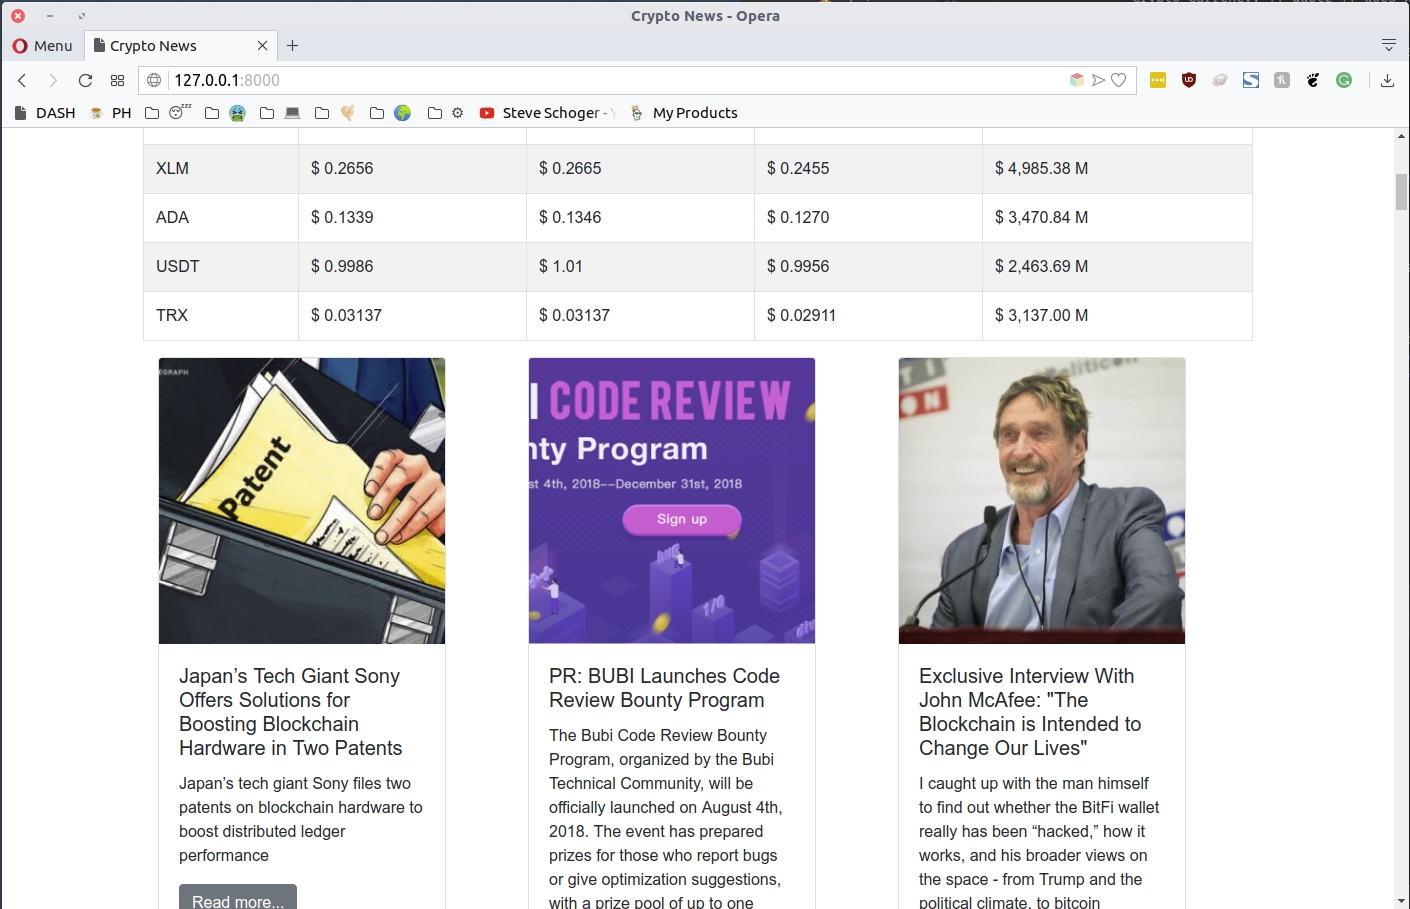 Crypto News - Opera
Menu
Crypto News
127.0.0.1:8000
DASH
PH
Steve Schoger -
My Products
XLM $ 0.2656 $ 0.2665 $ 0.2455 $ 4,985.38 M
ADA $ 0.1339 $ 0.1346 $ 0.1270 $ 3,470.84 M
USDT $ 0.9986 $ 1.01 $ 0.9956 $ 2,463.69 M
TRX $ 0.03137 $ 0.03137 $ 0.02911 $ 3,137.00 M
EGRAPH
Patent
Japan’s Tech Giant Sony
Offers Solutions for
Boosting Blockchain
Hardware in Two Patents
Japan’s tech giant Sony files two
patents on blockchain hardware to
boost distributed ledger
performance
Read more...
I CODE REVIEW
nty Program
st 4th, 2018--December 31st, 2018
Sign up
PR: BUBI Launches Code
Review Bounty Program
The Bubi Code Review Bounty
Program, organized by the Bubi
Technical Community, will be
officially launched on August 4th,
2018. The event has prepared
prizes for those who report bugs
or give optimization suggestions,
with a prize pool of up to one
Politicon
TI
ON
Exclusive Interview With
John McAfee: "The
Blockchain is Intended to
Change Our Lives"
I caught up with the man himself
to find out whether the BitFi wallet
really has been “hacked,” how it
works, and his broader views on
the space - from Trump and the
political climate, to bitcoin